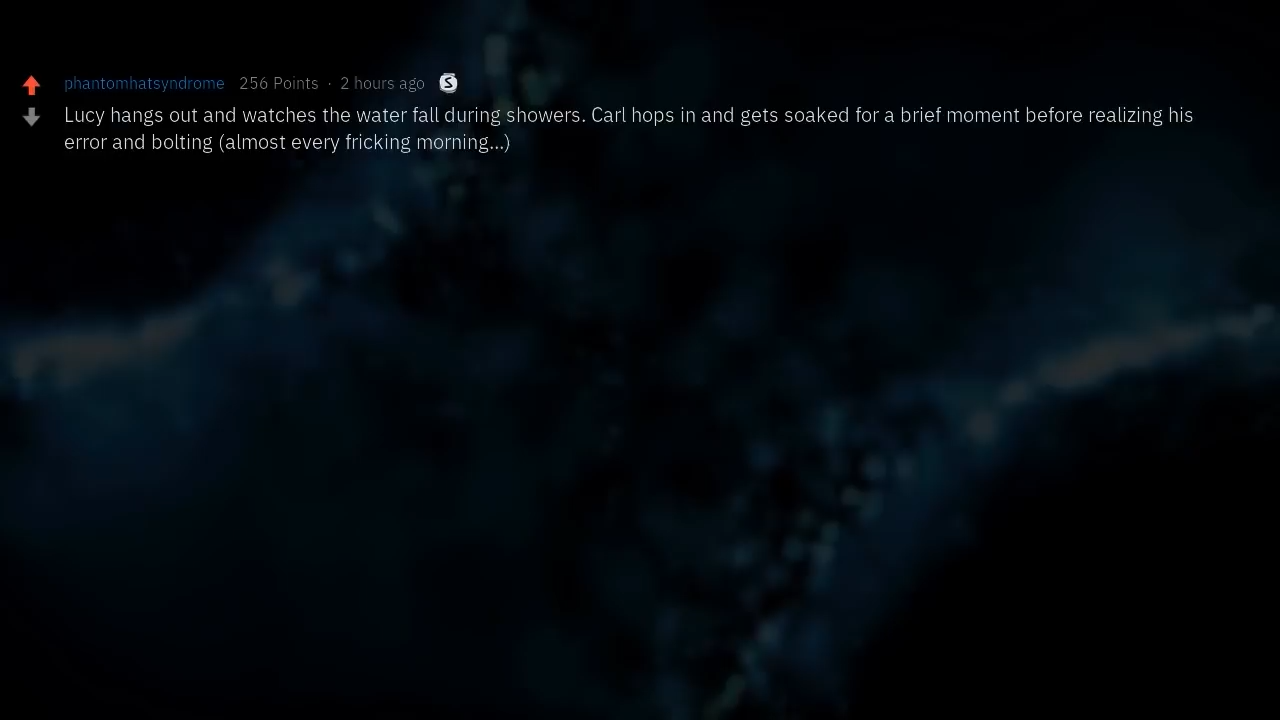 phantomhatsyndrome 256 Points · 2 hours ago S
Lucy hangs out and watches the water fall during showers. Carl hops in and gets soaked for a brief moment before realizing his
error and bolting (almost every fricking morning...)